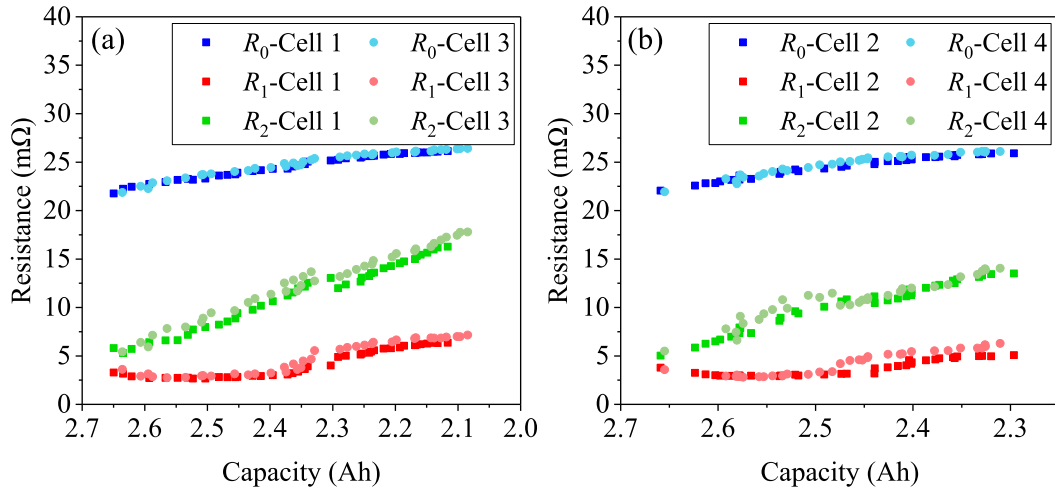 (a)
R₀-Cell 1
R₀-Cell 3
R₁-Cell 1
R₁-Cell 3
R₂-Cell 1
R₂-Cell 3
40
35
30
25
20
15
10
5
0
Resistance (mΩ)
2.7 2.6 2.5 2.4 2.3 2.2 2.1 2.0
Capacity (Ah)
(b)
R₀-Cell 2
R₀-Cell 4
R₁-Cell 2
R₁-Cell 4
R₂-Cell 2
R₂-Cell 4
40
35
30
25
20
15
10
5
0
Resistance (mΩ)
2.6 2.5 2.4 2.3
Capacity (Ah)